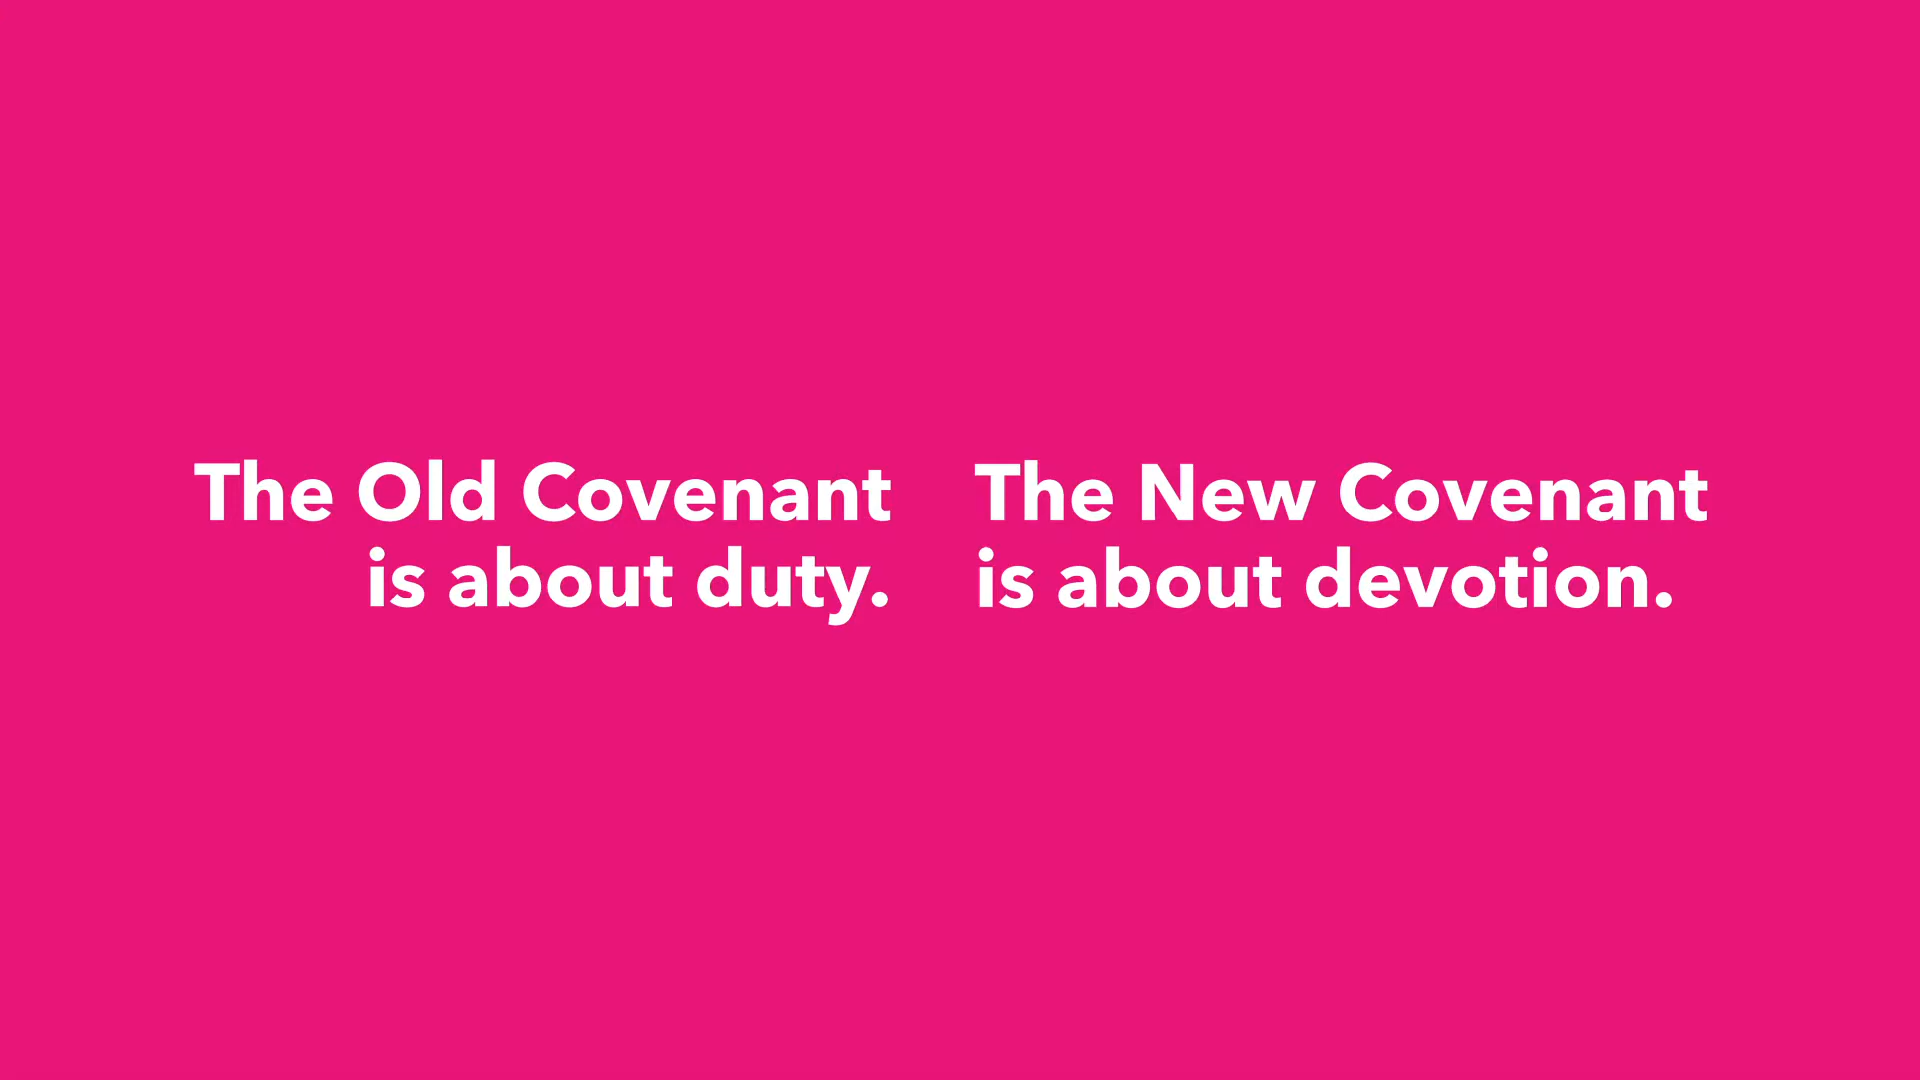 The Old Covenant
is about duty.
The New Covenant
is about devotion.